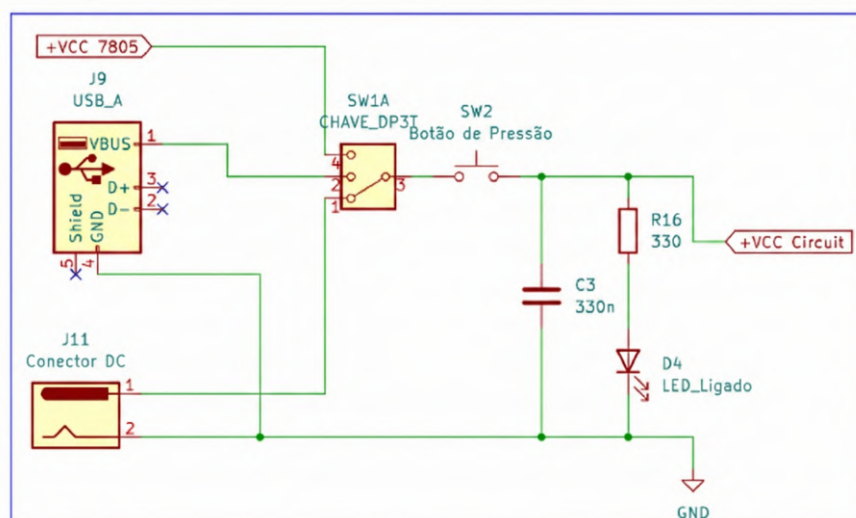 +VCC 7805
J9
USB_A
VBUS
1
D+
3
D-
2
Shield
GND
5
4
SW1A
CHAVE_DP3T
4
2
1
3
SW2
Botão de Pressão
R16
330
+VCC Circuit
C3
330n
D4
LED_Ligado
J11
Conector DC
1
2
GND